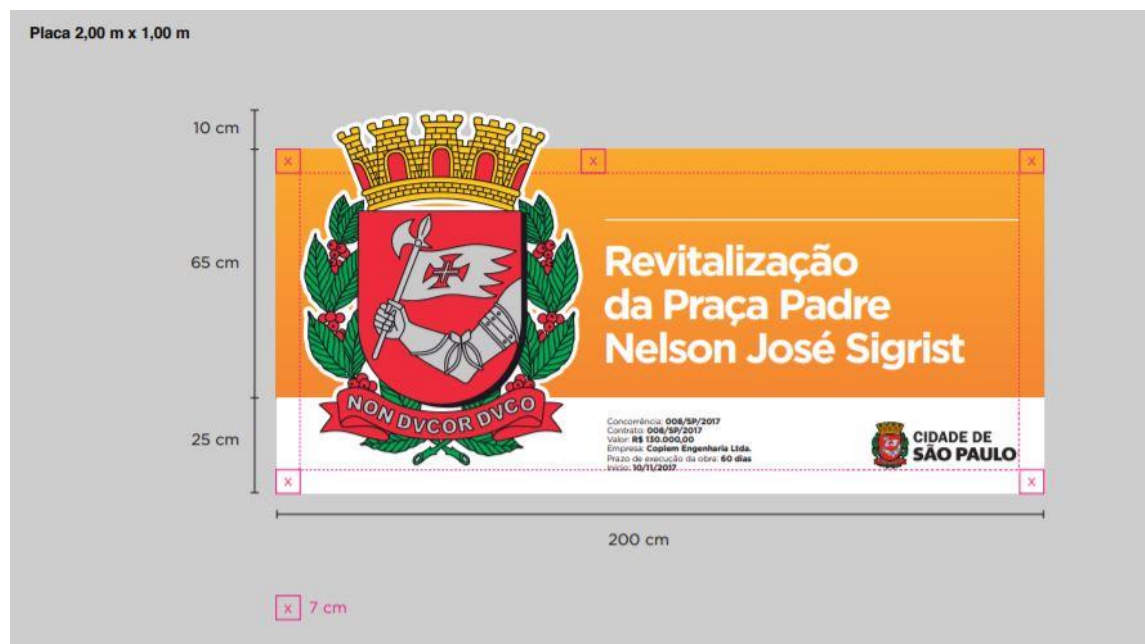 Placa 2,00 m x 1,00 m
10 cm
x
x
x
65 cm
Revitalização
da Praça Padre
Nelson José Sigrist
NON DVCOR DVCO
25 cm
Concorrência: 008/SP/2017
Contrato: 008/SP/2017
Valor: R$ 130.000,00
Empresa: Coplem Engenharia Ltda.
Prazo de execução da obra: 60 dias
Início: 10/11/2017
CIDADE DE
SÃO PAULO
x
x
200 cm
x 7 cm